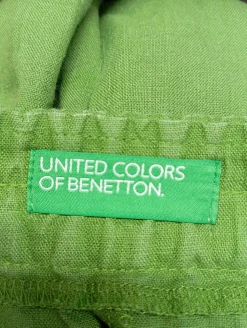 UNITED COLORS
OF BENETTON.